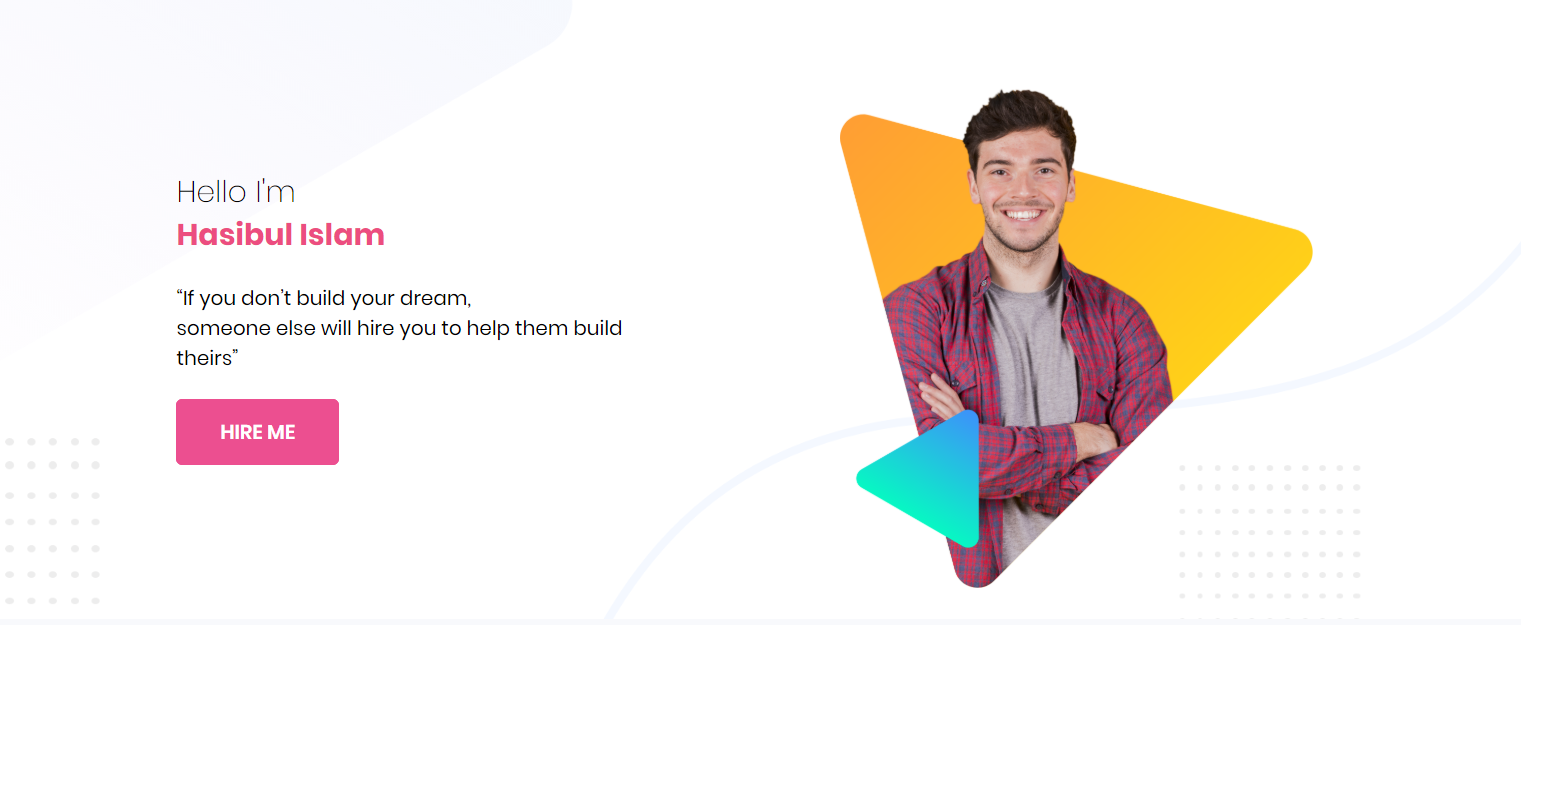 Hello I'm
Hasibul Islam
“If you don’t build your dream,
someone else will hire you to help them build
theirs”
HIRE ME